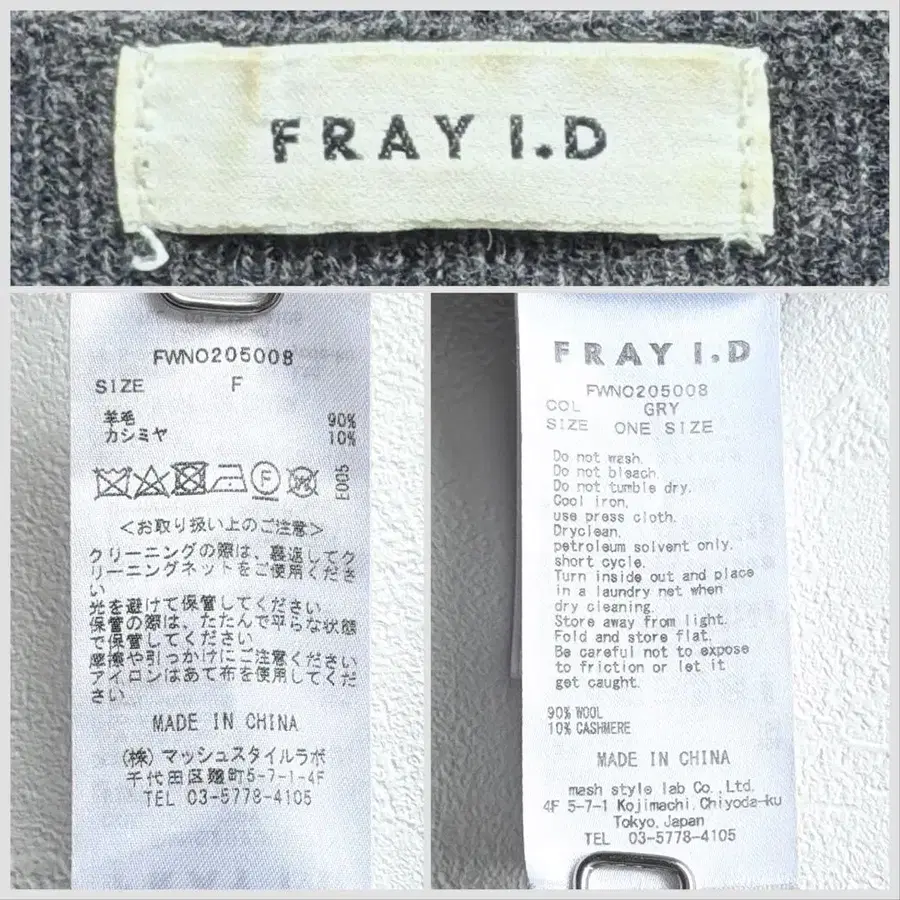 FRAY I.D
FWNO205008
SIZE F
羊毛 90%
カシミヤ 10%
F
E005
<お取り扱い上のご注意>
クリーニングの際は、裏返してク
リーニングネットをご使用くださ
い
光を避けて保管してください
保管の際は、たたんで平らな状態
で保管してください
摩擦や引っかけにご注意ください
アイロンはあて布を使用してくだ
さい
MADE IN CHINA
(株)マッシュスタイルラボ
千代田区麹町5-7-1-4F
TEL 03-5778-4105
FRAY I.D
FWNO205008
COL GRY
SIZE ONE SIZE
Do not wash.
Do not bleach.
Do not tumble dry.
Cool iron,
use press cloth.
Dryclean,
petroleum solvent only,
short cycle.
Turn inside out and place
in a laundry net when
dry cleaning.
Store away from light.
Fold and store flat.
Be careful not to expose
to friction or let it
get caught.
90% WOOL
10% CASHMERE
MADE IN CHINA
mash style lab Co.,Ltd.
4F 5-7-1 Kojimachi,Chiyoda-ku
Tokyo,Japan
TEL 03-5778-4105